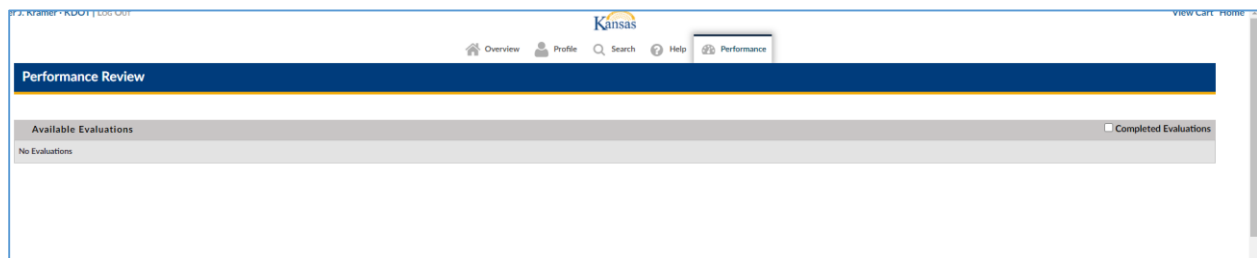 er J. Kramer · KDOT | Log Out
View Cart Home
Kansas
Overview Profile Search Help Performance
Performance Review
Available Evaluations
Completed Evaluations
No Evaluations